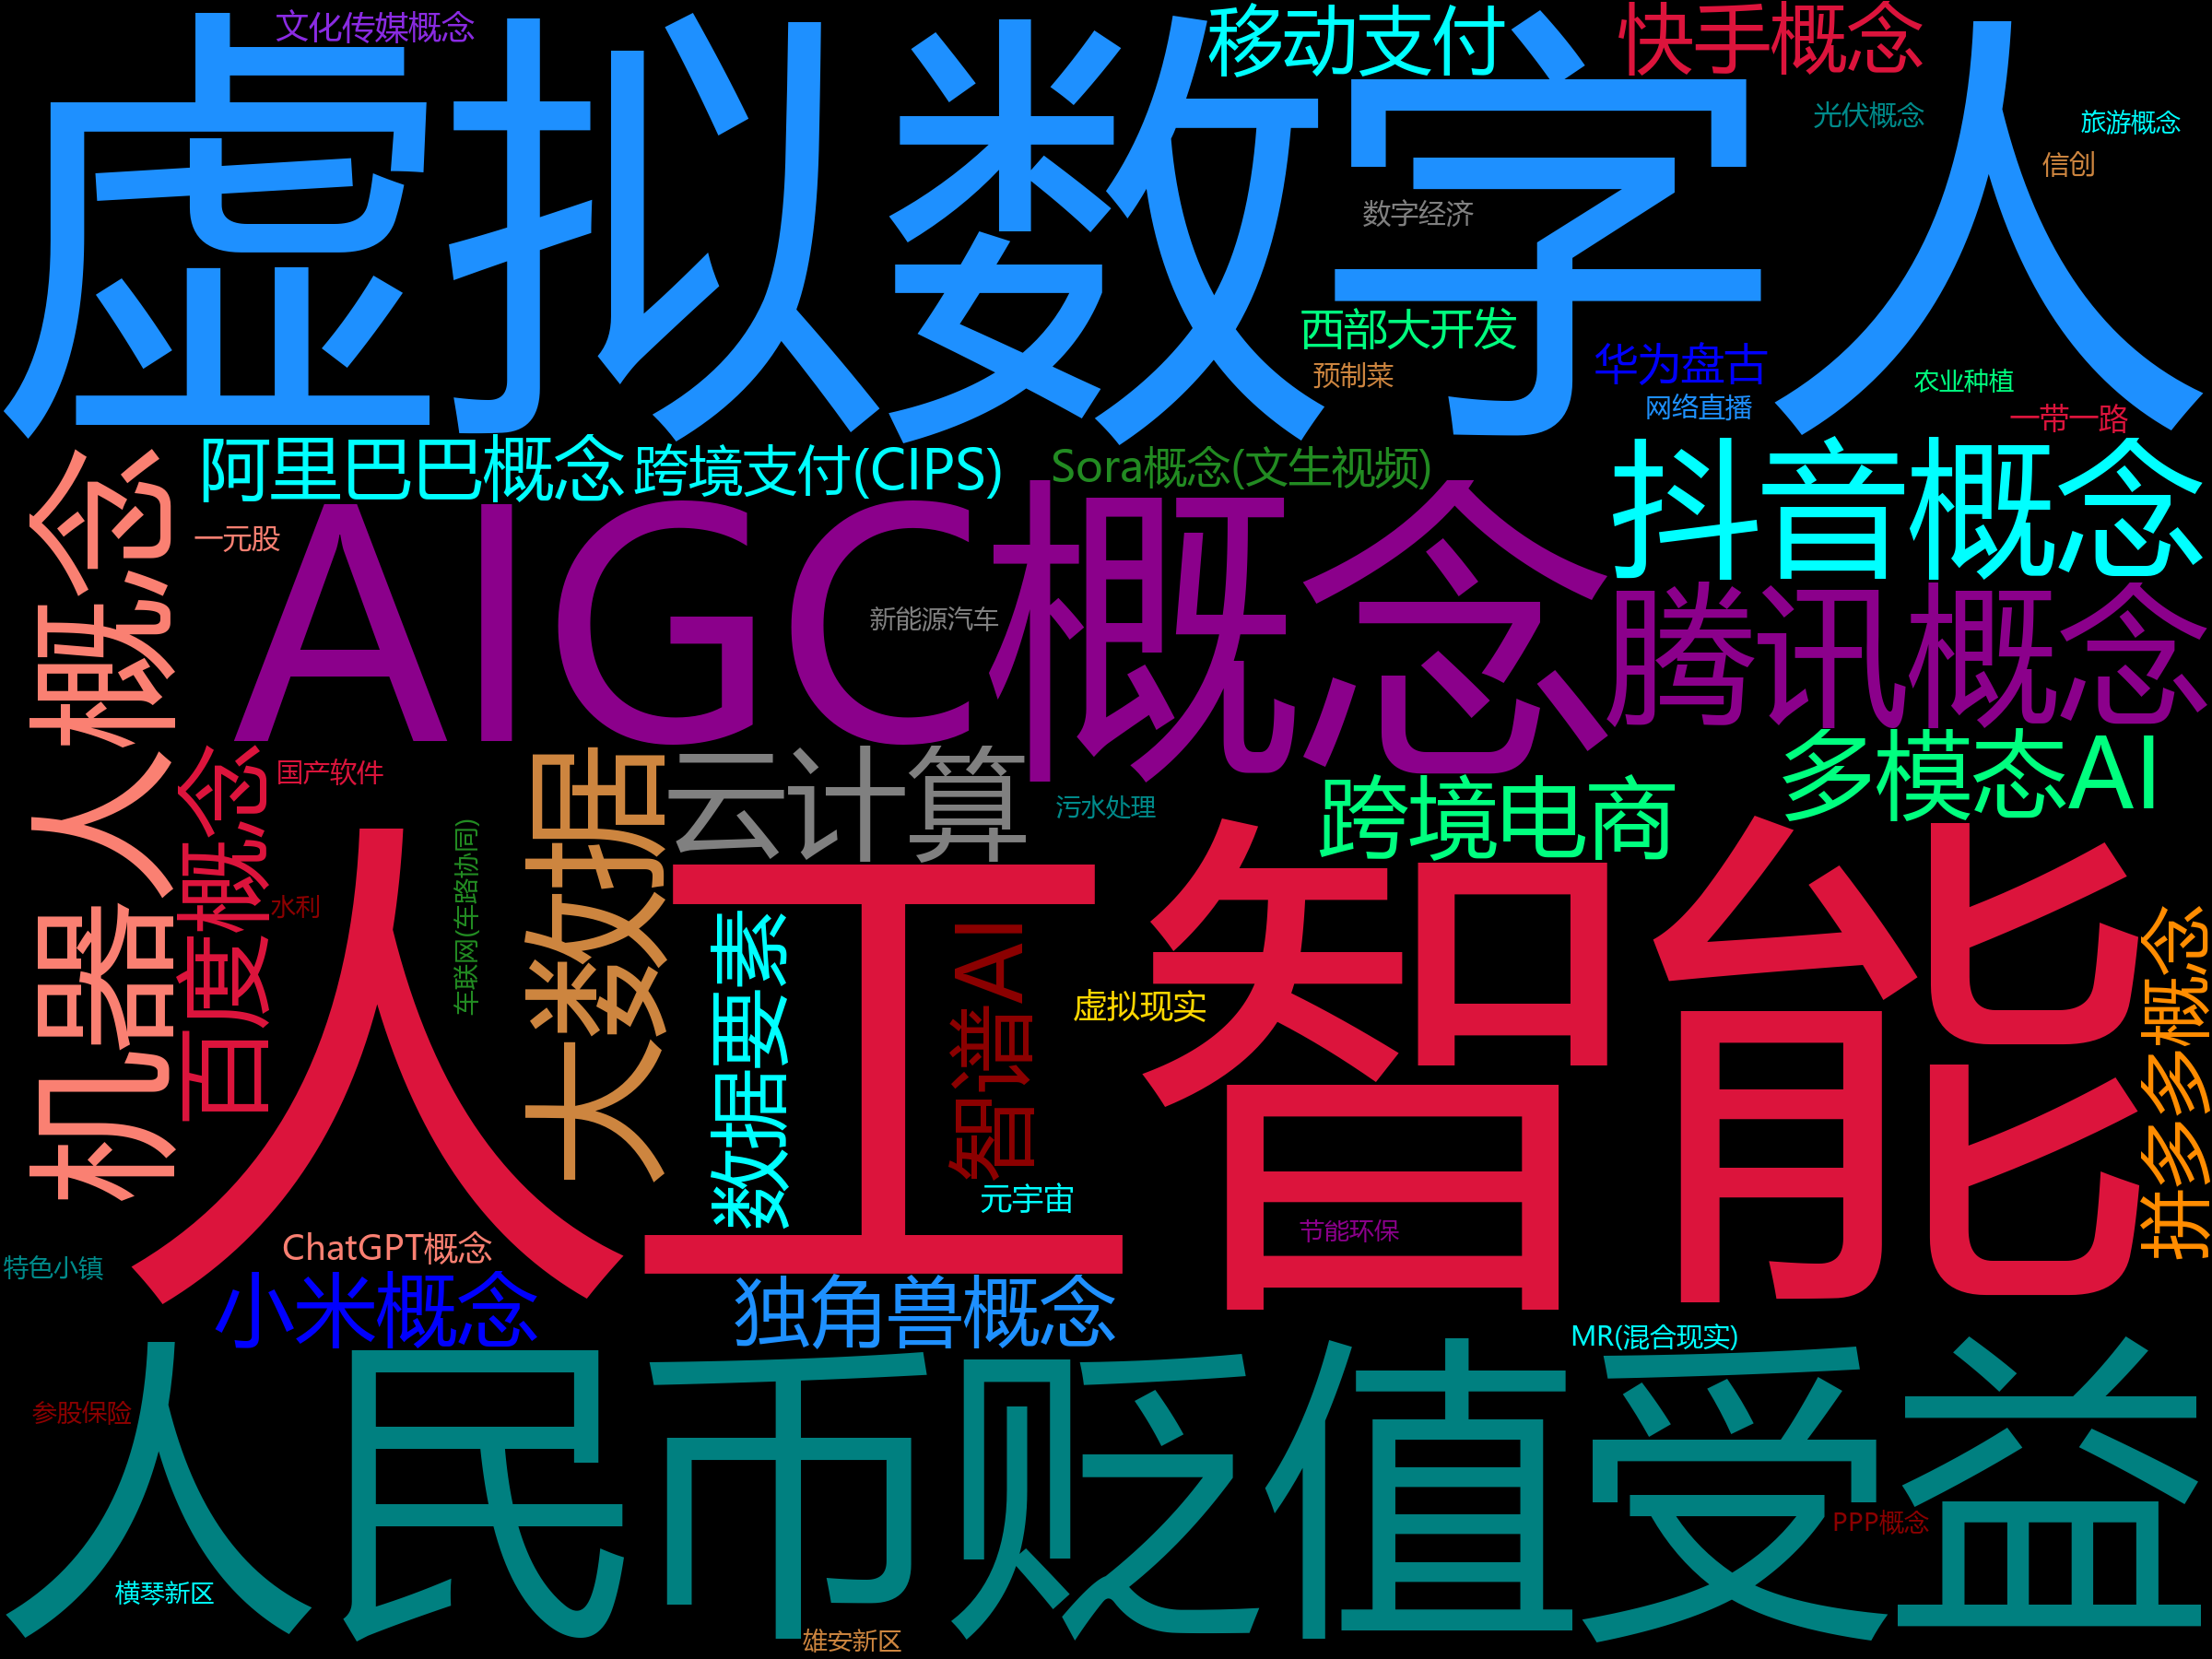 文化传媒概念
移动支付
快手概念
虚拟数字人
光伏概念
旅游概念
信创
数字经济
西部大开发
华为盘古
预制菜
网络直播
农业种植
一带一路
阿里巴巴概念
跨境支付(CIPS)
Sora概念(文生视频)
抖音概念
一元股
AIGC概念
新能源汽车
腾讯概念
机器人概念
百度概念
国产软件
大数据
云计算
污水处理
跨境电商
多模态AI
水利
车联网(车路协同)
人工智能
数据要素
智谱AI
虚拟现实
拼多多概念
元宇宙
节能环保
ChatGPT概念
特色小镇
小米概念
独角兽概念
MR(混合现实)
人民币贬值受益
参股保险
PPP概念
横琴新区
雄安新区